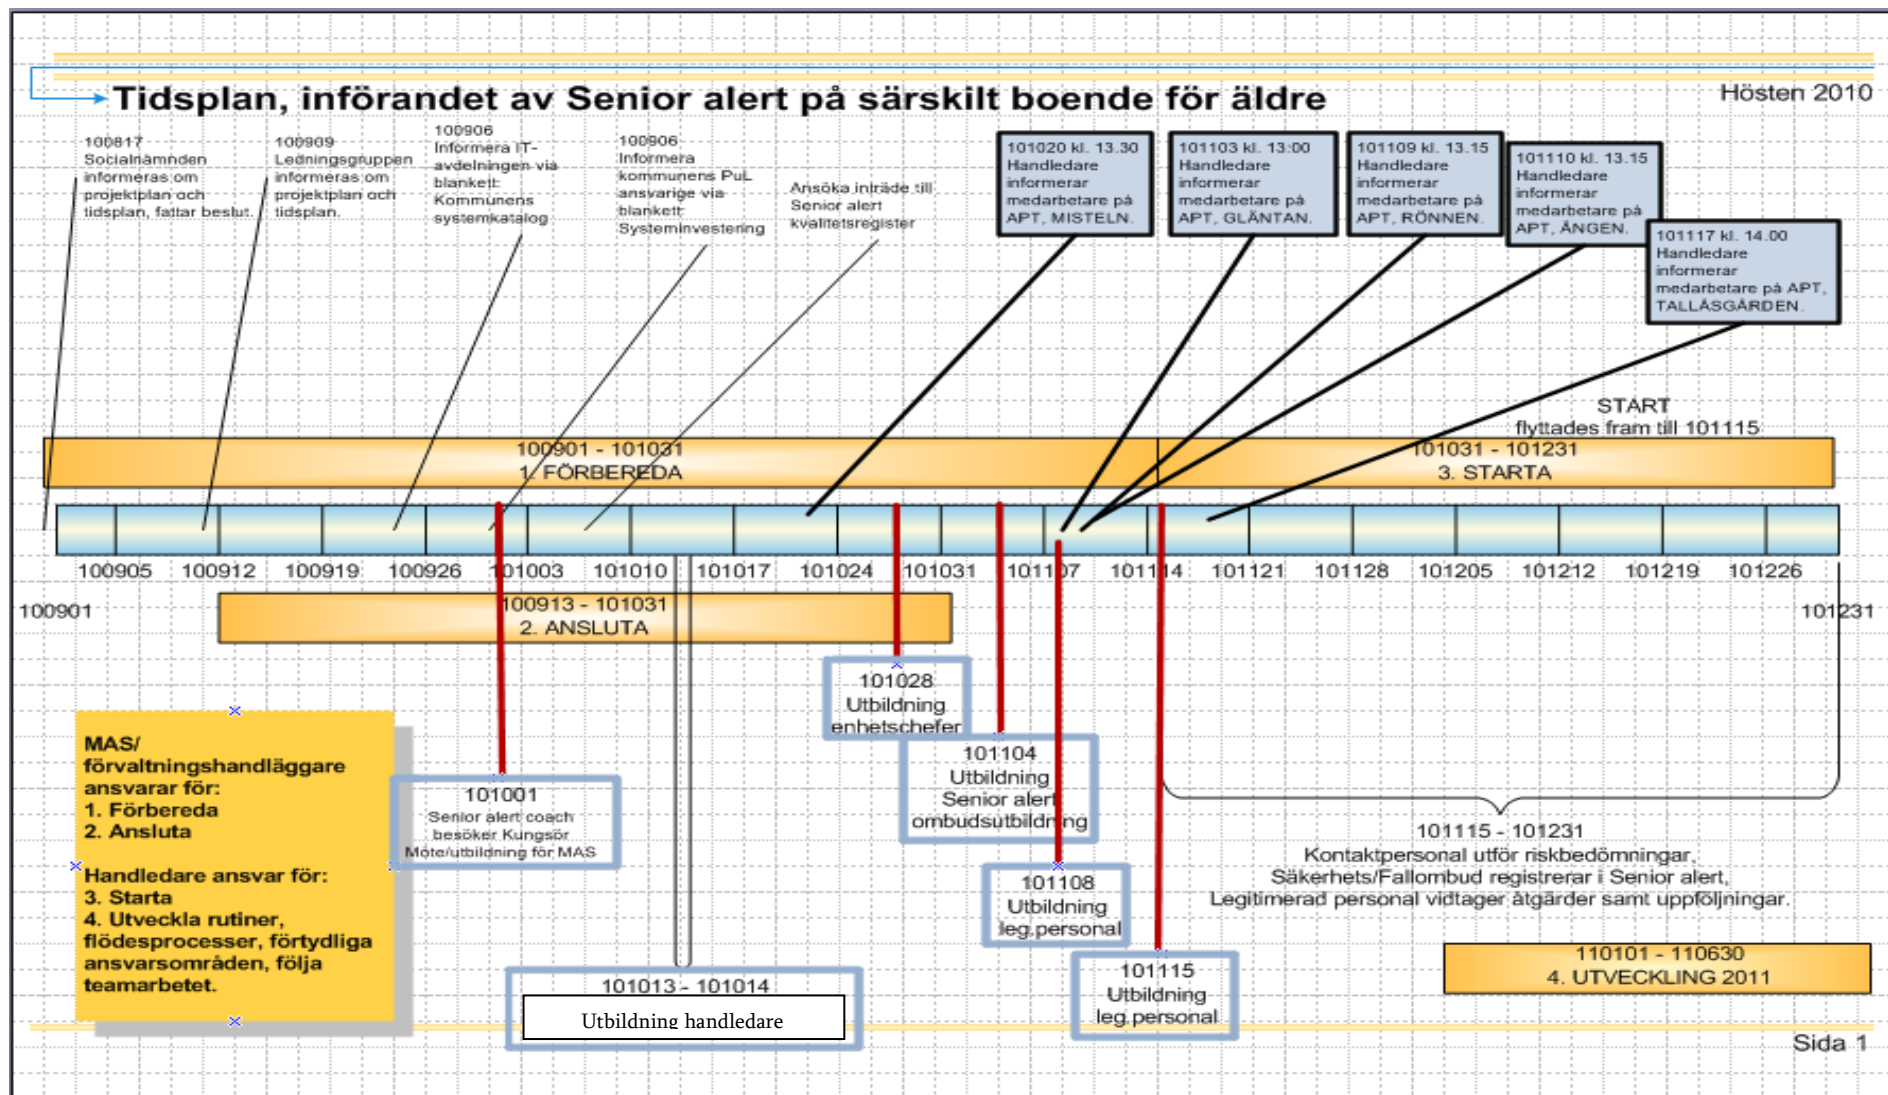 Tidsplan, införandet av Senior alert på särskilt boende för äldre
Hösten 2010
100817
Socialnämnden
informeras om
projektplan och
tidsplan, fattar beslut.
100909
Ledningsgruppen
informeras om
projektplan och
tidsplan.
100906
Informera IT-
avdelningen via
blankett:
Kommunens
systemkatalog
100906
Informera
kommunens PuL
ansvarige via
blankett:
Systeminvestering
Ansöka inträde till
Senior alert
kvalitetsregister
101020 kl. 13.30
Handledare
informerar
medarbetare på
APT, MISTELN.
101103 kl. 13:00
Handledare
informerar
medarbetare på
APT, GLÄNTAN.
101109 kl. 13.15
Handledare
informerar
medarbetare på
APT, RÖNNEN.
101110 kl. 13.15
Handledare
informerar
medarbetare på
APT, ÄNGEN.
101117 kl. 14.00
Handledare
informerar
medarbetare på APT,
TALLÅSGÅRDEN.
START
flyttades fram till 101115
100901 - 101031
1. FÖRBEREDA
101031 - 101231
3. STARTA
100905 100912 100919 100926 101003 101010 101017 101024 101031 101107 101114 101121 101128 101205 101212 101219 101226
100901
101231
100913 - 101031
2. ANSLUTA
101028
Utbildning
enhetschefer
101104
Utbildning
Senior alert
ombudsutbildning
101001
Senior alert coach
besöker Kungsör
Möte/utbildning för MAS
101108
Utbildning
leg.personal
101115
Utbildning
leg.personal
101013 - 101014
Utbildning handledare
MAS/
förvaltningshandläggare
ansvarar för:
1. Förbereda
2. Ansluta
Handledare ansvar för:
3. Starta
4. Utveckla rutiner,
flödesprocesser, förtydliga
ansvarsområden, följa
teamarbetet.
101115 - 101231
Kontaktpersonal utför riskbedömningar,
Säkerhets/Fallombud registrerar i Senior alert,
Legitimerad personal vidtager åtgärder samt uppföljningar.
110101 - 110630
4. UTVECKLING 2011
Sida 1